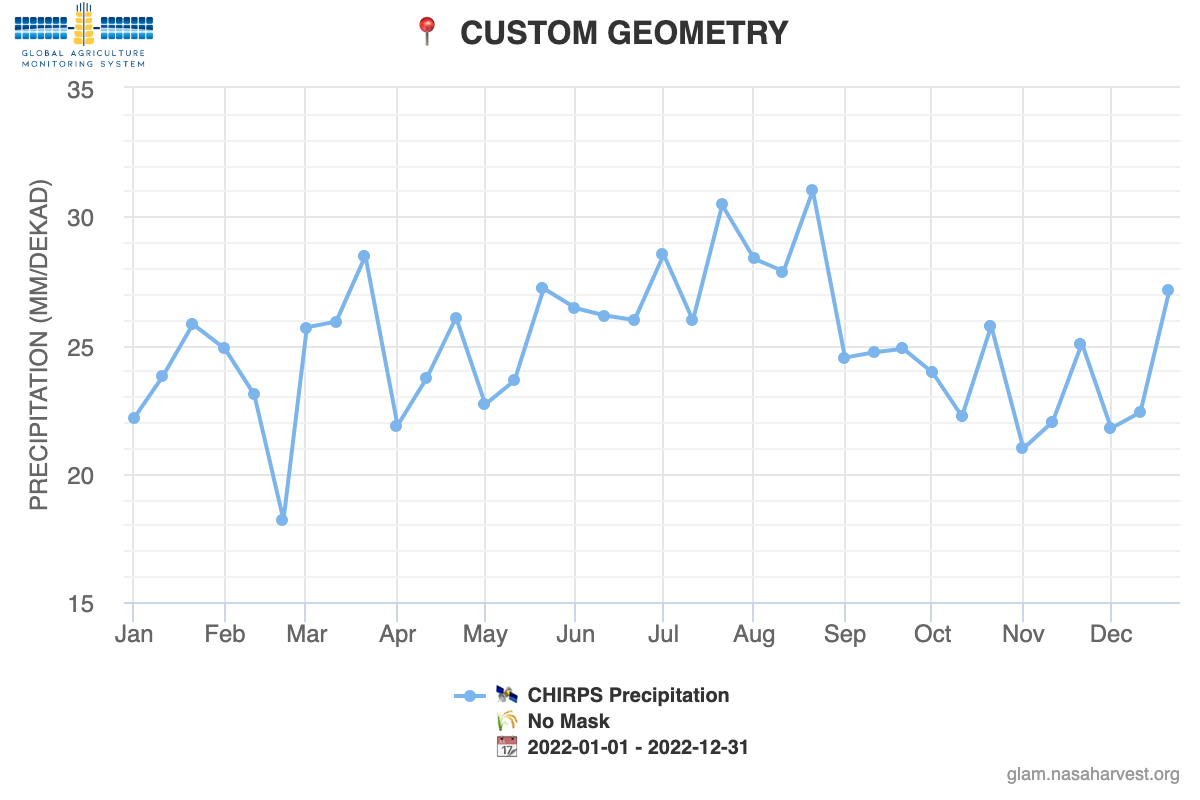 GLOBAL AGRICULTURE
MONITORING SYSTEM
CUSTOM GEOMETRY
PRECIPITATION (MM/DEKAD)
35
30
25
20
15
Jan Feb Mar Apr May Jun Jul Aug Sep Oct Nov Dec
CHIRPS Precipitation
No Mask
17
2022-01-01 - 2022-12-31
glam.nasaharvest.org